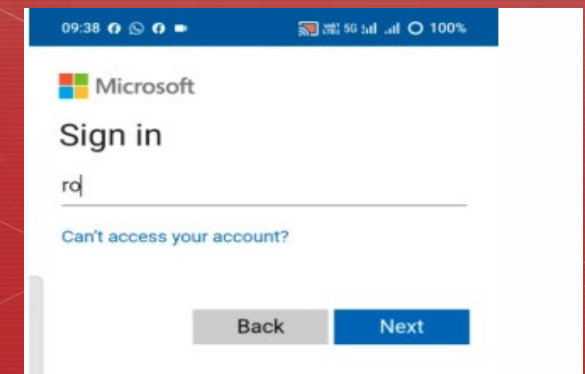 09:38 5G 100%
Microsoft
Sign in
ro
Can't access your account?
Back Next